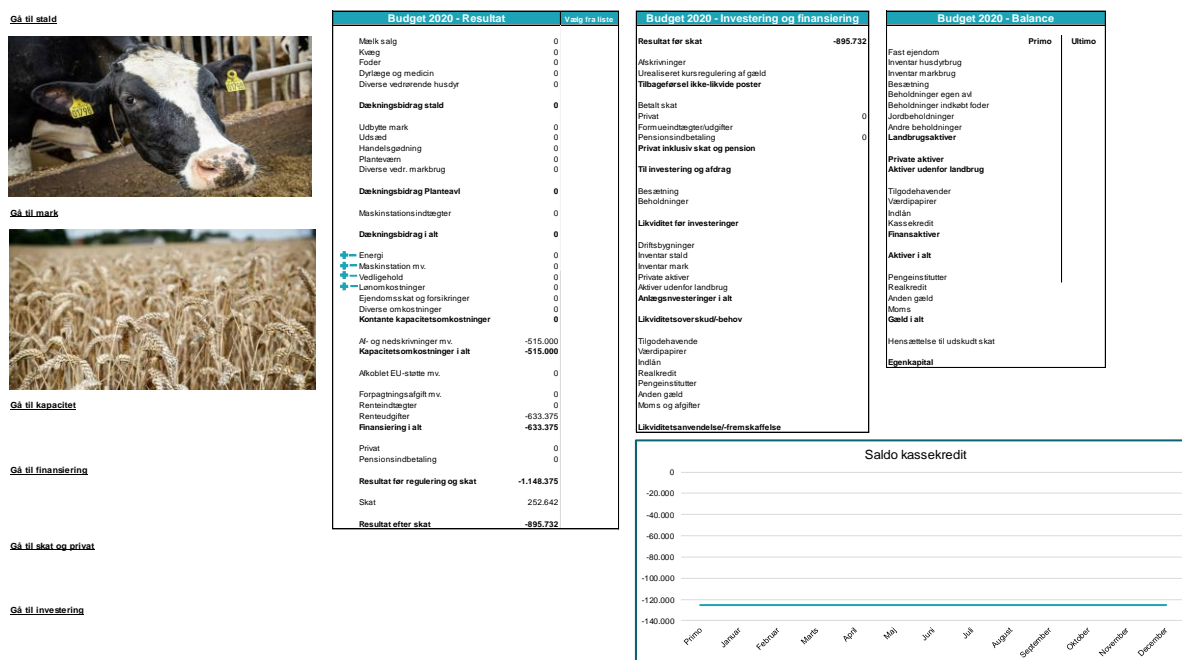 Gå til stald
Gå til mark
Gå til kapacitet
Gå til finansiering
Gå til skat og privat
Gå til investering
Budget 2020 - Resultat Vælg fra liste
Mælk salg 0
Kvæg 0
Foder 0
Dyrlæge og medicin 0
Diverse vedrørende husdyr 0
Dækningsbidrag stald 0
Udbytte mark 0
Udsæd 0
Handelsgødning 0
Planteværn 0
Diverse vedr. markbrug 0
Dækningsbidrag Planteavl 0
Maskinstationsindtægter 0
Dækningsbidrag i alt 0
Energi 0
Maskinstation mv. 0
Vedligehold 0
Lønomkostninger 0
Ejendomsskat og forsikringer 0
Diverse omkostninger 0
Kontante kapacitetsomkostninger 0
Af- og nedskrivninger mv. -515.000
Kapacitetsomkostninger i alt -515.000
Afkoblet EU-støtte mv. 0
Forpagtningsafgift mv. 0
Renteindtægter 0
Renteudgifter -633.375
Finansiering i alt -633.375
Privat 0
Pensionsindbetaling 0
Resultat før regulering og skat -1.148.375
Skat 252.642
Resultat efter skat -895.732
Budget 2020 - Investering og finansiering
Resultat før skat -895.732
Afskrivninger
Urealiseret kursregulering af gæld
Tilbageførsel ikke-likvide poster
Betalt skat
Privat 0
Formueindtægter/udgifter
Pensionsindbetaling 0
Privat inklusiv skat og pension
Til investering og afdrag
Besætning
Beholdninger
Likviditet før investeringer
Driftsbygninger
Inventar stald
Inventar mark
Private aktiver
Aktiver udenfor landbrug
Anlægsnvesteringer i alt
Likviditetsoverskud/-behov
Tilgodehavende
Værdipapirer
Indlån
Realkredit
Pengeinstitutter
Anden gæld
Moms og afgifter
Likviditetsanvendelse/-fremskaffelse
Budget 2020 - Balance
Primo Ultimo
Fast ejendom
Inventar husdyrbrug
Inventar markbrug
Besætning
Beholdninger egen avl
Beholdninger indkøbt foder
Jordbeholdninger
Andre beholdninger
Landbrugsaktiver
Private aktiver
Aktiver udenfor landbrug
Tilgodehavender
Værdipapirer
Indlån
Kassekredit
Finansaktiver
Aktiver i alt
Pengeinstitutter
Realkredit
Anden gæld
Moms
Gæld i alt
Hensættelse til udskudt skat
Egenkapital
Saldo kassekredit
0
-20.000
-40.000
-60.000
-80.000
-100.000
-120.000
-140.000
Primo Januar Februar Marts April Maj Juni Juli August September Oktober November December